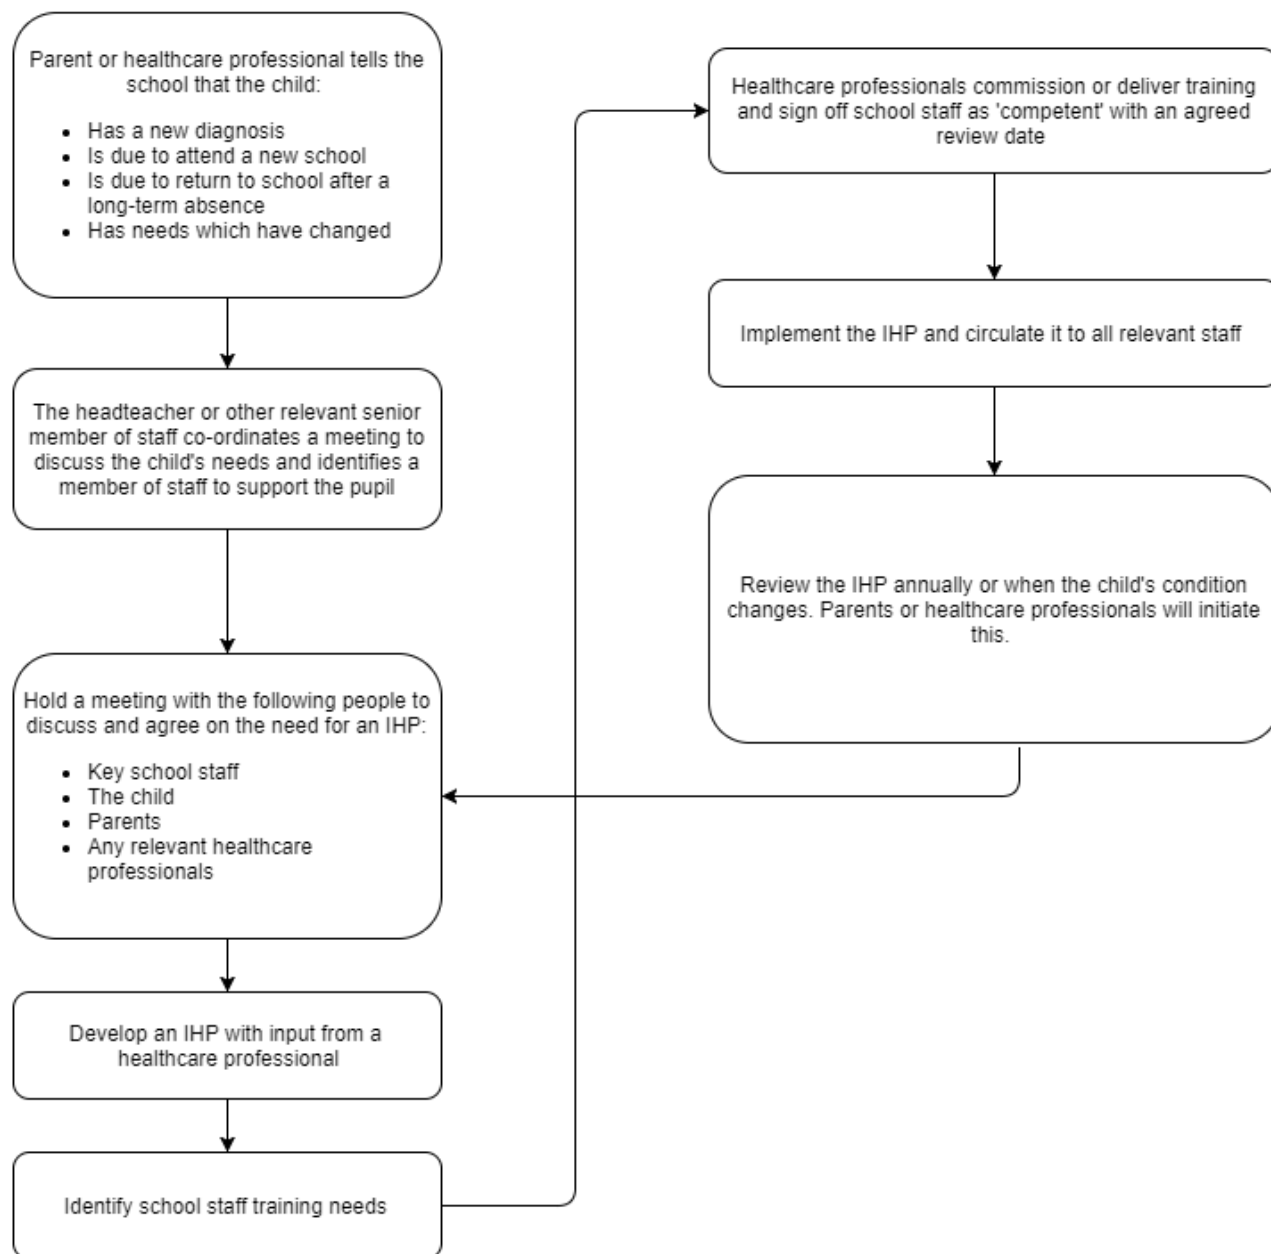 Parent or healthcare professional tells the
school that the child:
• Has a new diagnosis
• Is due to attend a new school
• Is due to return to school after a
long-term absence
• Has needs which have changed
The headteacher or other relevant senior
member of staff co-ordinates a meeting to
discuss the child's needs and identifies a
member of staff to support the pupil
Hold a meeting with the following people to
discuss and agree on the need for an IHP:
• Key school staff
• The child
• Parents
• Any relevant healthcare
professionals
Develop an IHP with input from a
healthcare professional
Identify school staff training needs
Healthcare professionals commission or deliver training
and sign off school staff as 'competent' with an agreed
review date
Implement the IHP and circulate it to all relevant staff
Review the IHP annually or when the child's condition
changes. Parents or healthcare professionals will initiate
this.